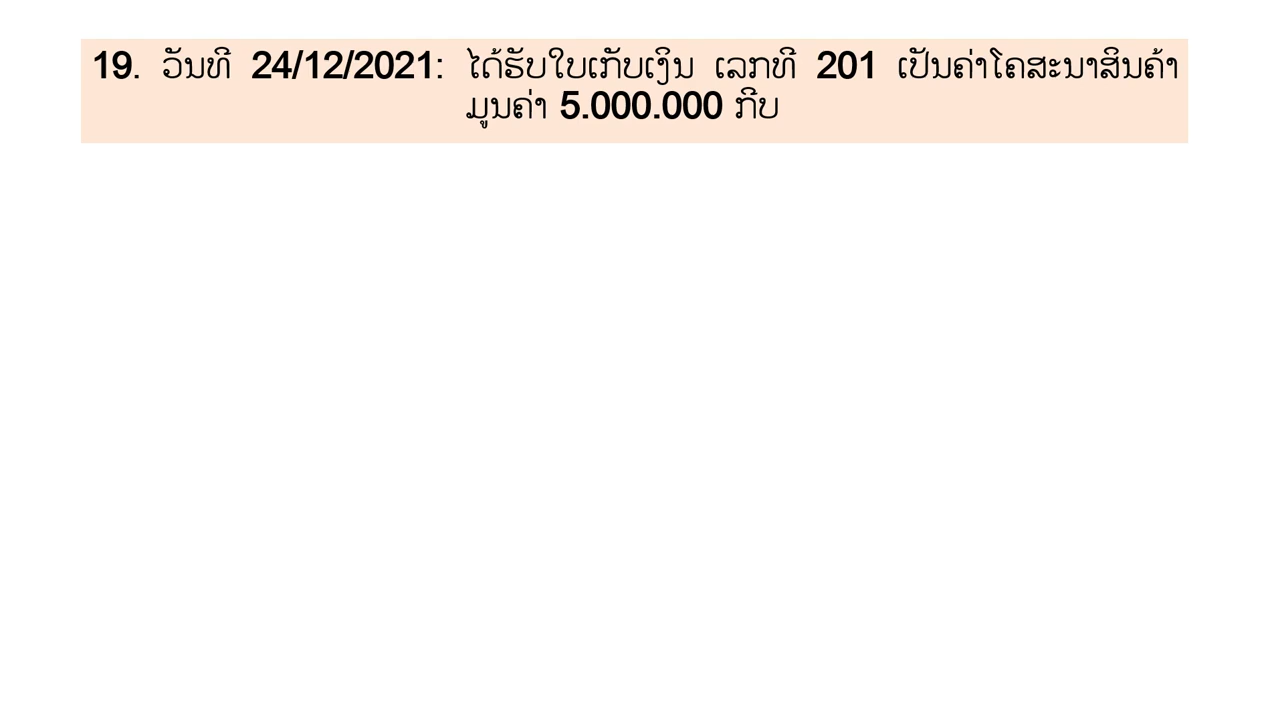 19. ວັນທີ 24/12/2021: ໄດ້ຮັບໃບເກັບເງິນ ເລກທີ 201 ເປັນຄ່າໂຄສະນາສິນຄ້າ
ມູນຄ່າ 5.000.000 ກີບ